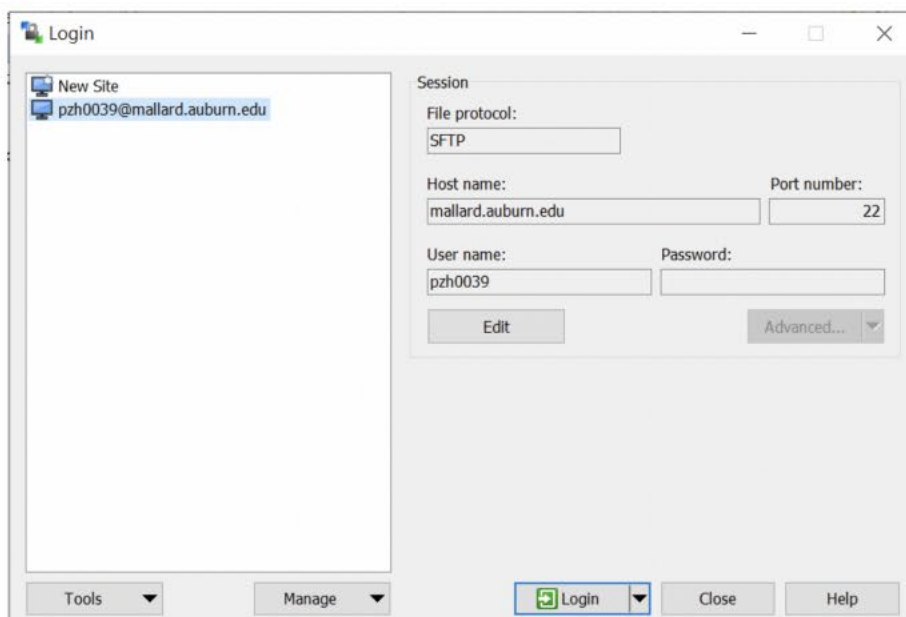 Login
New Site
pzh0039@mallard.auburn.edu
Session
File protocol:
SFTP
Host name: Port number:
mallard.auburn.edu 22
User name: Password:
pzh0039
Edit Advanced...
Tools Manage Login Close Help